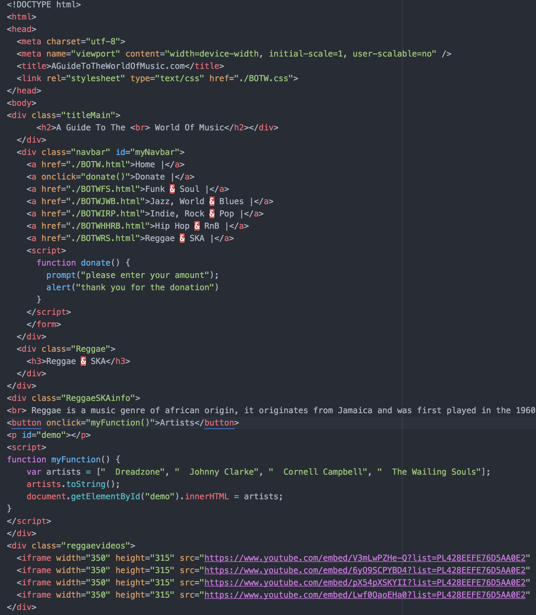 <!DOCTYPE html>
<html>
<head>
<meta charset="utf-8">
<meta name="viewport" content="width=device-width, initial-scale=1, user-scalable=no" />
<title>AGuideToTheWorldOfMusic.com</title>
<link rel="stylesheet" type="text/css" href="./BOTW.css">
</head>
<body>
<div class="titleMain">
<h2>A Guide To The <br> World Of Music</h2></div>
</div>
<div class="navbar" id="myNavbar">
<a href="./BOTW.html">Home |</a>
<a onclick="donate()">Donate |</a>
<a href="./BOTWFS.html">Funk & Soul |</a>
<a href="./BOTWJWB.html">Jazz, World & Blues |</a>
<a href="./BOTWIRP.html">Indie, Rock & Pop |</a>
<a href="./BOTWHHRB.html">Hip Hop & RnB |</a>
<a href="./BOTWRS.html">Reggae & SKA |</a>
<script>
function donate() {
prompt("please enter your amount");
alert("thank you for the donation")
}
</script>
</form>
</div>
<div class="Reggae">
<h3>Reggae & SKA</h3>
</div>
</div>
<div class="ReggaeSKAinfo">
<br> Reggae is a music genre of african origin, it originates from Jamaica and was first played in the 1960
<button onclick="myFunction()">Artists</button>
<p id="demo"></p>
<script>
function myFunction() {
var artists = ["  Dreadzone", "  Johnny Clarke", "  Cornell Campbell", "  The Wailing Souls"];
artists.toString();
document.getElementById("demo").innerHTML = artists;
}
</script>
</div>
<div class="reggaevideos">
<iframe width="350" height="315" src="https://www.youtube.com/embed/V3mLwPZHe-Q?list=PL428EEFE76D5AA0E2"
<iframe width="350" height="315" src="https://www.youtube.com/embed/6yO9SCPYBD4?list=PL428EEFE76D5AA0E2"
<iframe width="350" height="315" src="https://www.youtube.com/embed/pX54pXSKYII?list=PL428EEFE76D5AA0E2"
<iframe width="350" height="315" src="https://www.youtube.com/embed/Lwf0OaoEHa0?list=PL428EEFE76D5AA0E2"
</div>